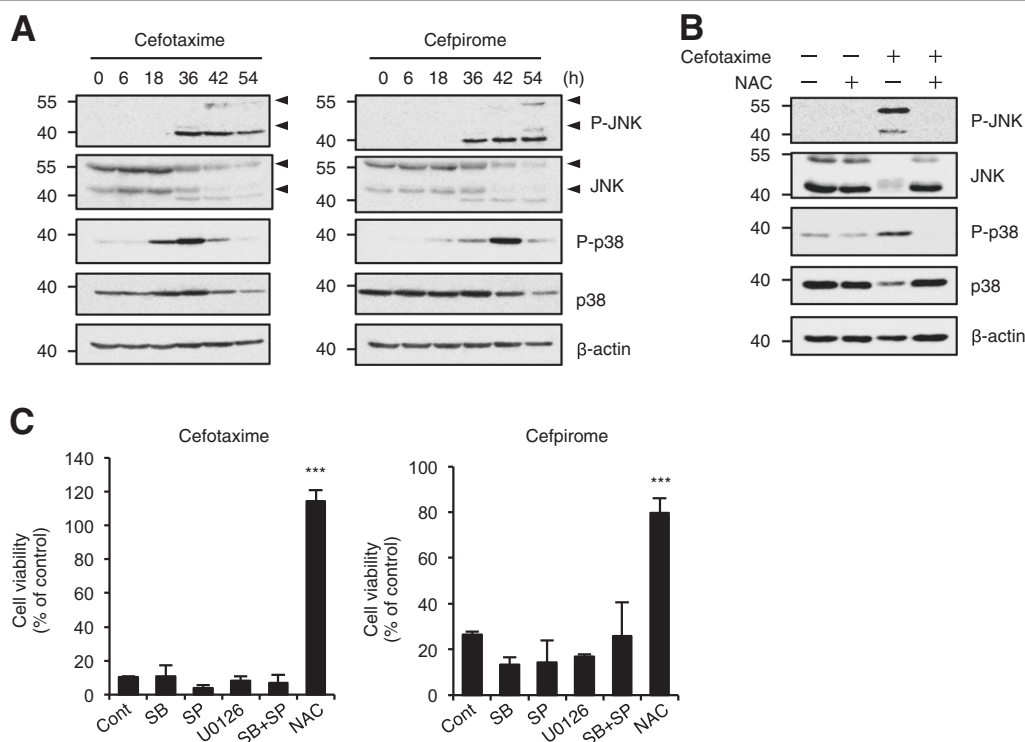 A
Cefotaxime
0 6 18 36 42 54
Cefpirome
0 6 18 36 42 54 (h)
55
40
55
40
P-JNK
55
40
55
40
JNK
40
40
P-p38
40
40
p38
40
40
β-actin
B
Cefotaxime − − + +
NAC − + − +
55
40
P-JNK
55
40
JNK
40
P-p38
40
p38
40
β-actin
C
Cefotaxime
Cell viability
(% of control)
140
120
100
80
60
40
20
0
***
Cont SB SP U0126 SB+SP NAC
Cefpirome
Cell viability
(% of control)
100
80
60
40
20
0
***
Cont SB SP U0126 SB+SP NAC